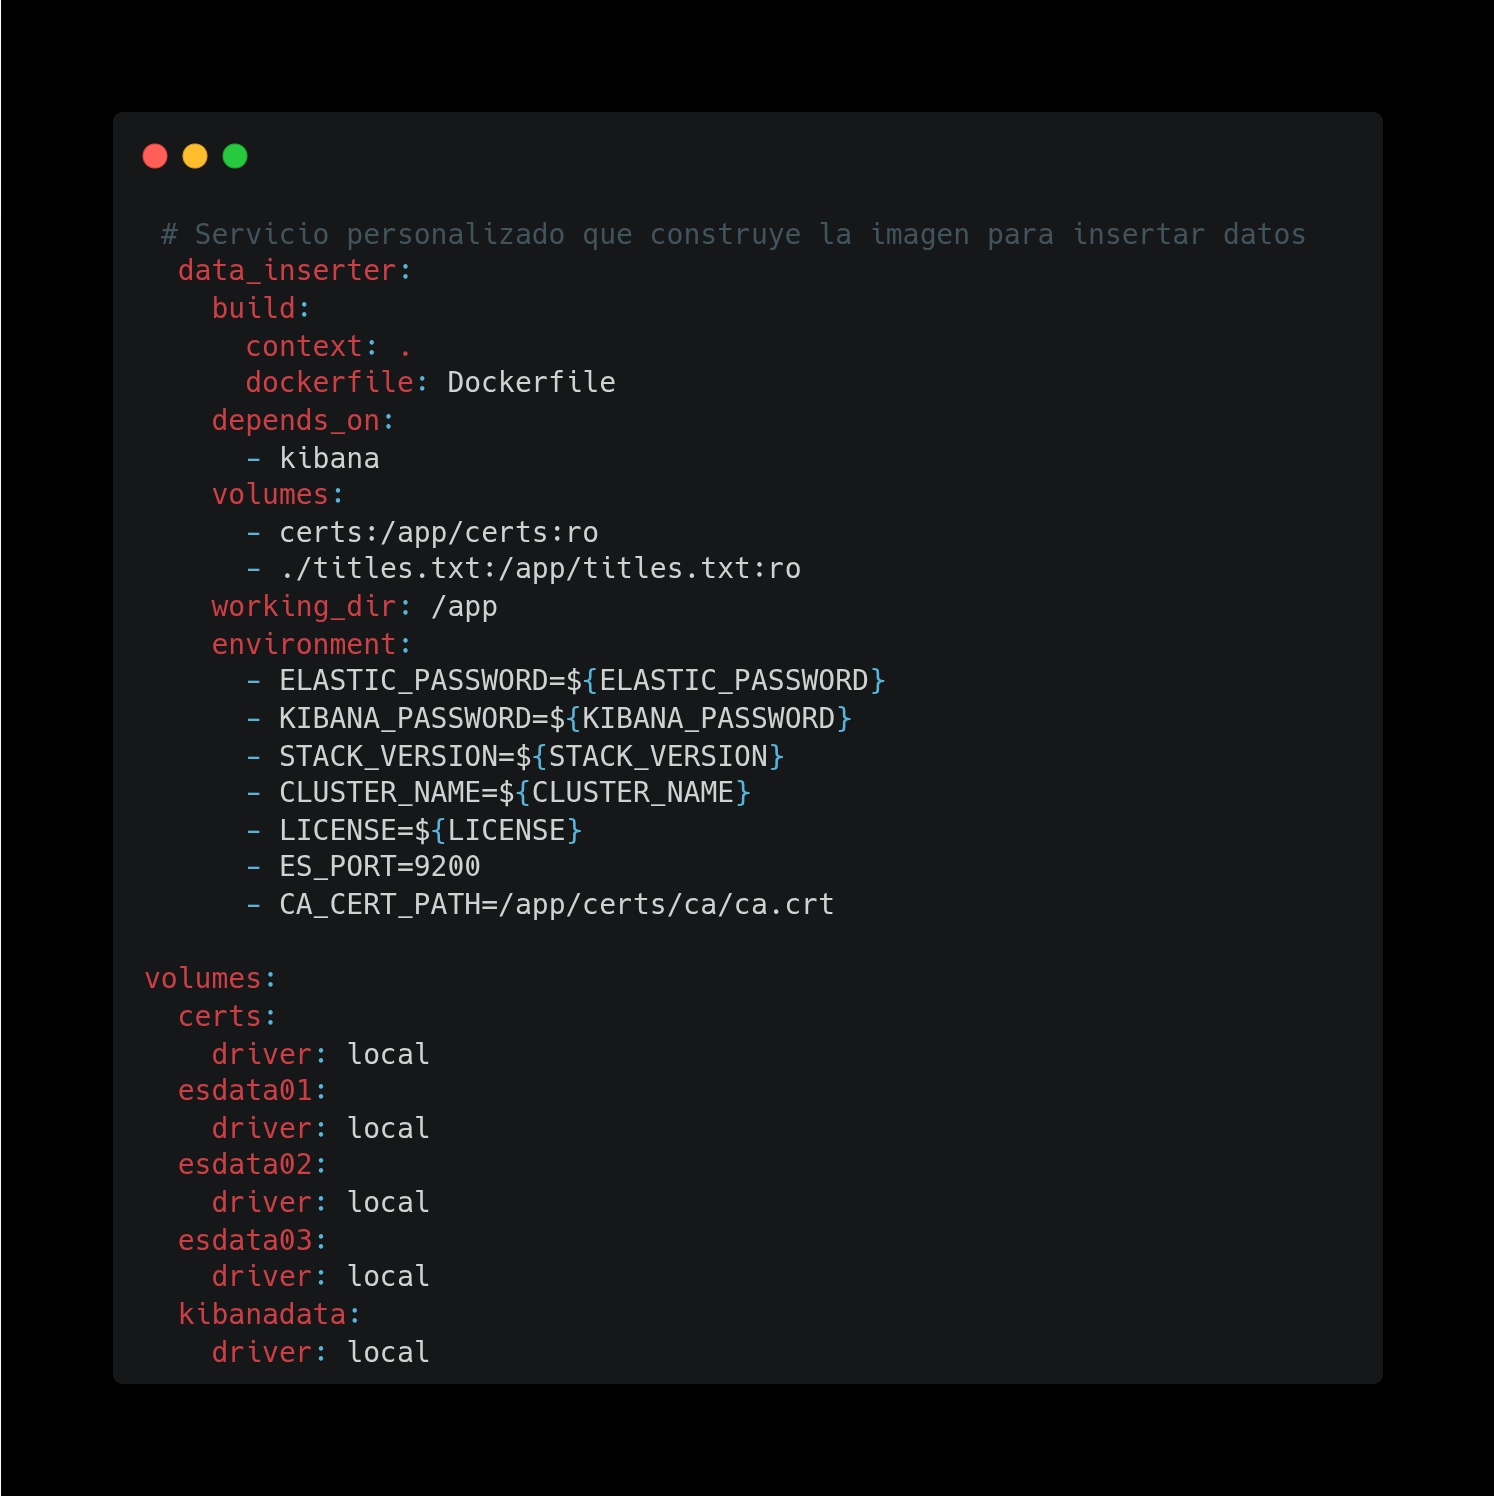 # Servicio personalizado que construye la imagen para insertar datos
  data_inserter:
    build:
      context: .
      dockerfile: Dockerfile
    depends_on:
      - kibana
    volumes:
      - certs:/app/certs:ro
      - ./titles.txt:/app/titles.txt:ro
    working_dir: /app
    environment:
      - ELASTIC_PASSWORD=${ELASTIC_PASSWORD}
      - KIBANA_PASSWORD=${KIBANA_PASSWORD}
      - STACK_VERSION=${STACK_VERSION}
      - CLUSTER_NAME=${CLUSTER_NAME}
      - LICENSE=${LICENSE}
      - ES_PORT=9200
      - CA_CERT_PATH=/app/certs/ca/ca.crt

volumes:
  certs:
    driver: local
  esdata01:
    driver: local
  esdata02:
    driver: local
  esdata03:
    driver: local
  kibanadata:
    driver: local